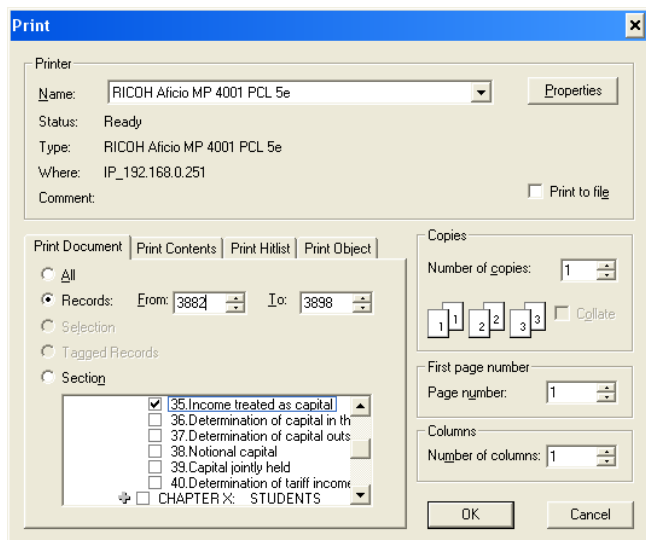 Print
Printer
Name: RICOH Aficio MP 4001 PCL 5e
Properties
Status: Ready
Type: RICOH Aficio MP 4001 PCL 5e
Where: IP_192.168.0.251
Comment:
Print to file
Print Document Print Contents Print Hitlist Print Object
All
Records: From: 3882 To: 3898
Selection
Tagged Records
Section
35.Income treated as capital
36.Determination of capital in th
37.Determination of capital outs
38.Notional capital
39.Capital jointly held
40.Determination of tariff income
CHAPTER X: STUDENTS
Copies
Number of copies: 1
1 1 2 2 3 3
Collate
First page number
Page number: 1
Columns
Number of columns: 1
OK Cancel